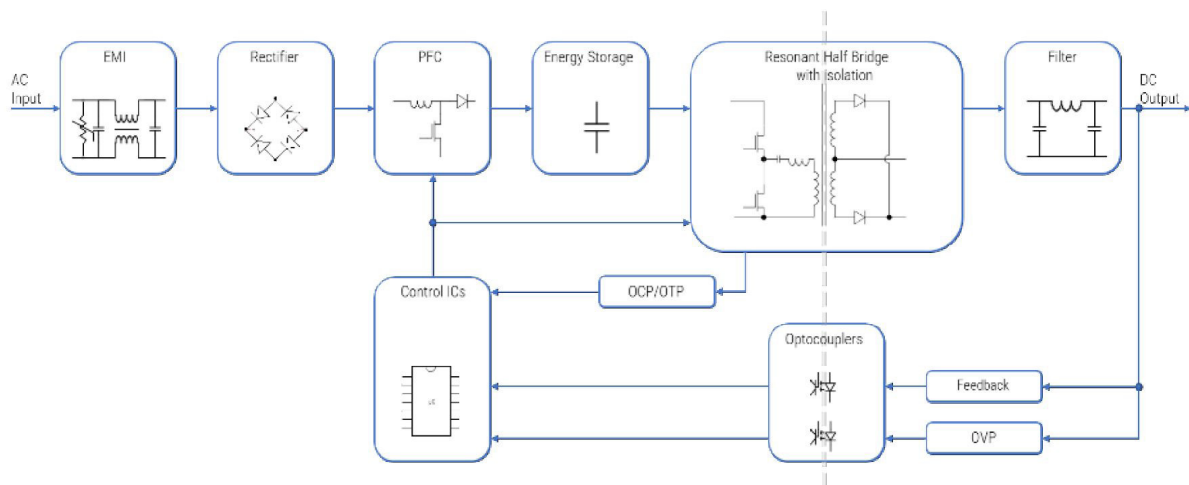 EMI
Rectifier
PFC
Energy Storage
Resonant Half Bridge
with isolation
Filter
AC
Input
DC
Output
Control ICs
OCP/OTP
Optocouplers
Feedback
OVP